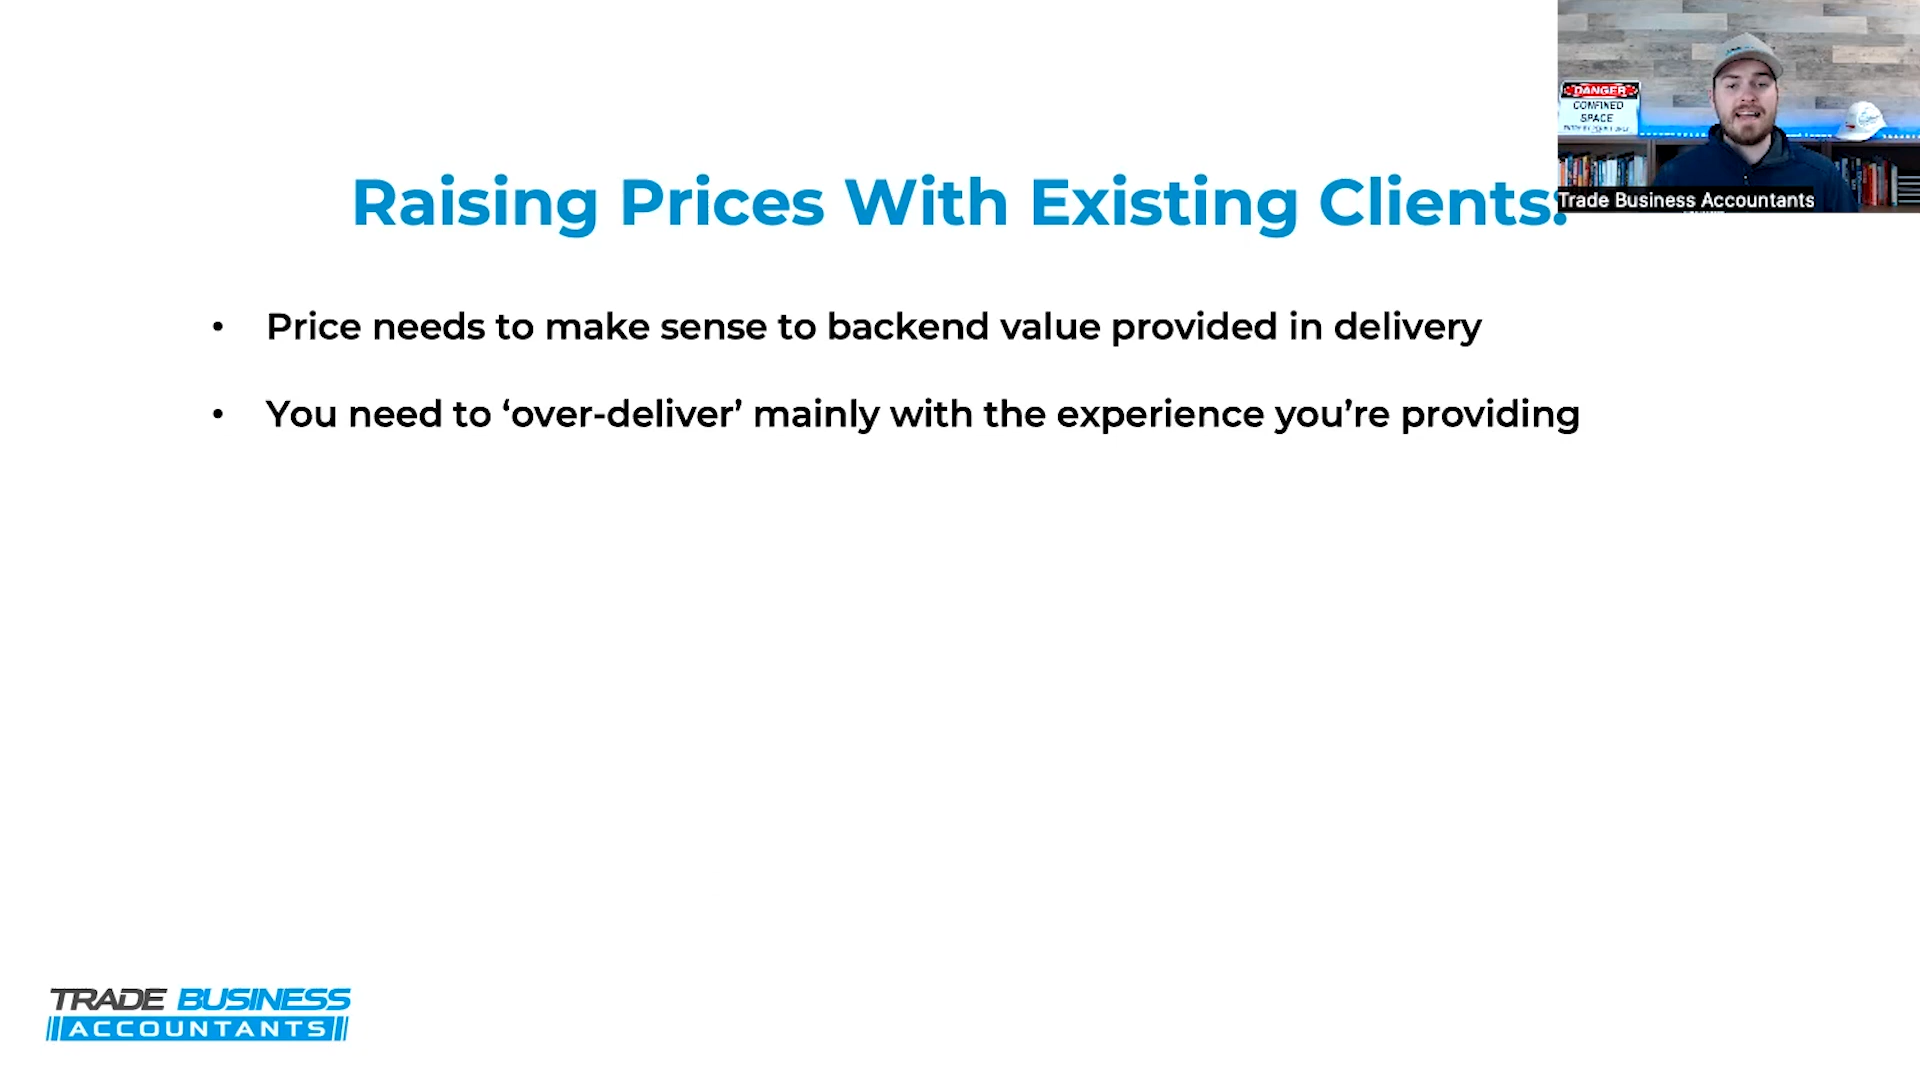 DANGER
CONFINED
SPACE
Raising Prices With Existing Clients:
Trade Business Accountants
• Price needs to make sense to backend value provided in delivery
• You need to ‘over-deliver’ mainly with the experience you’re providing
TRADE BUSINESS
ACCOUNTANTS